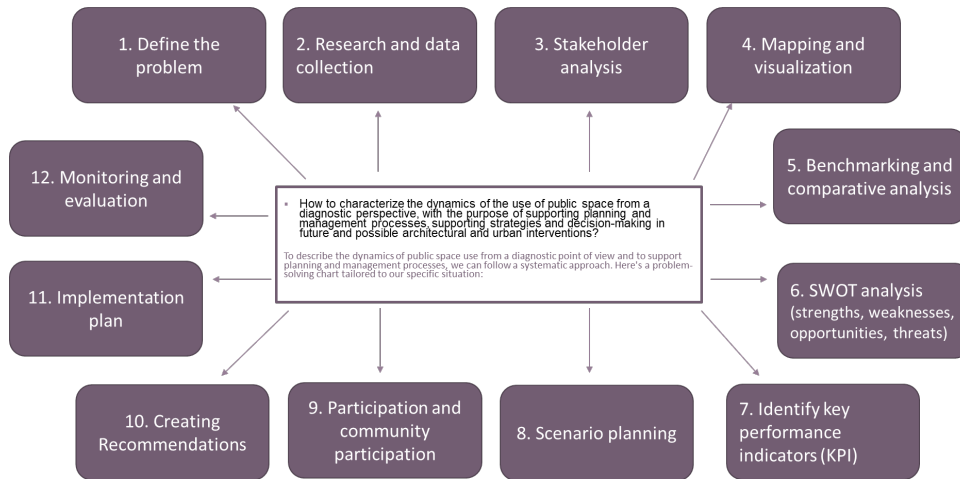 1. Define the
problem
2. Research and data
collection
3. Stakeholder
analysis
4. Mapping and
visualization
5. Benchmarking and
comparative analysis
12. Monitoring and
evaluation
• How to characterize the dynamics of the use of public space from a
diagnostic perspective, with the purpose of supporting planning and
management processes, supporting strategies and decision-making in
future and possible architectural and urban interventions?
To describe the dynamics of public space use from a diagnostic point of view and to support
planning and management processes, we can follow a systematic approach. Here's a problem-
solving chart tailored to our specific situation:
11. Implementation
plan
6. SWOT analysis
(strengths, weaknesses,
opportunities, threats)
10. Creating
Recommendations
9. Participation and
community
participation
8. Scenario planning
7. Identify key
performance
indicators (KPI)